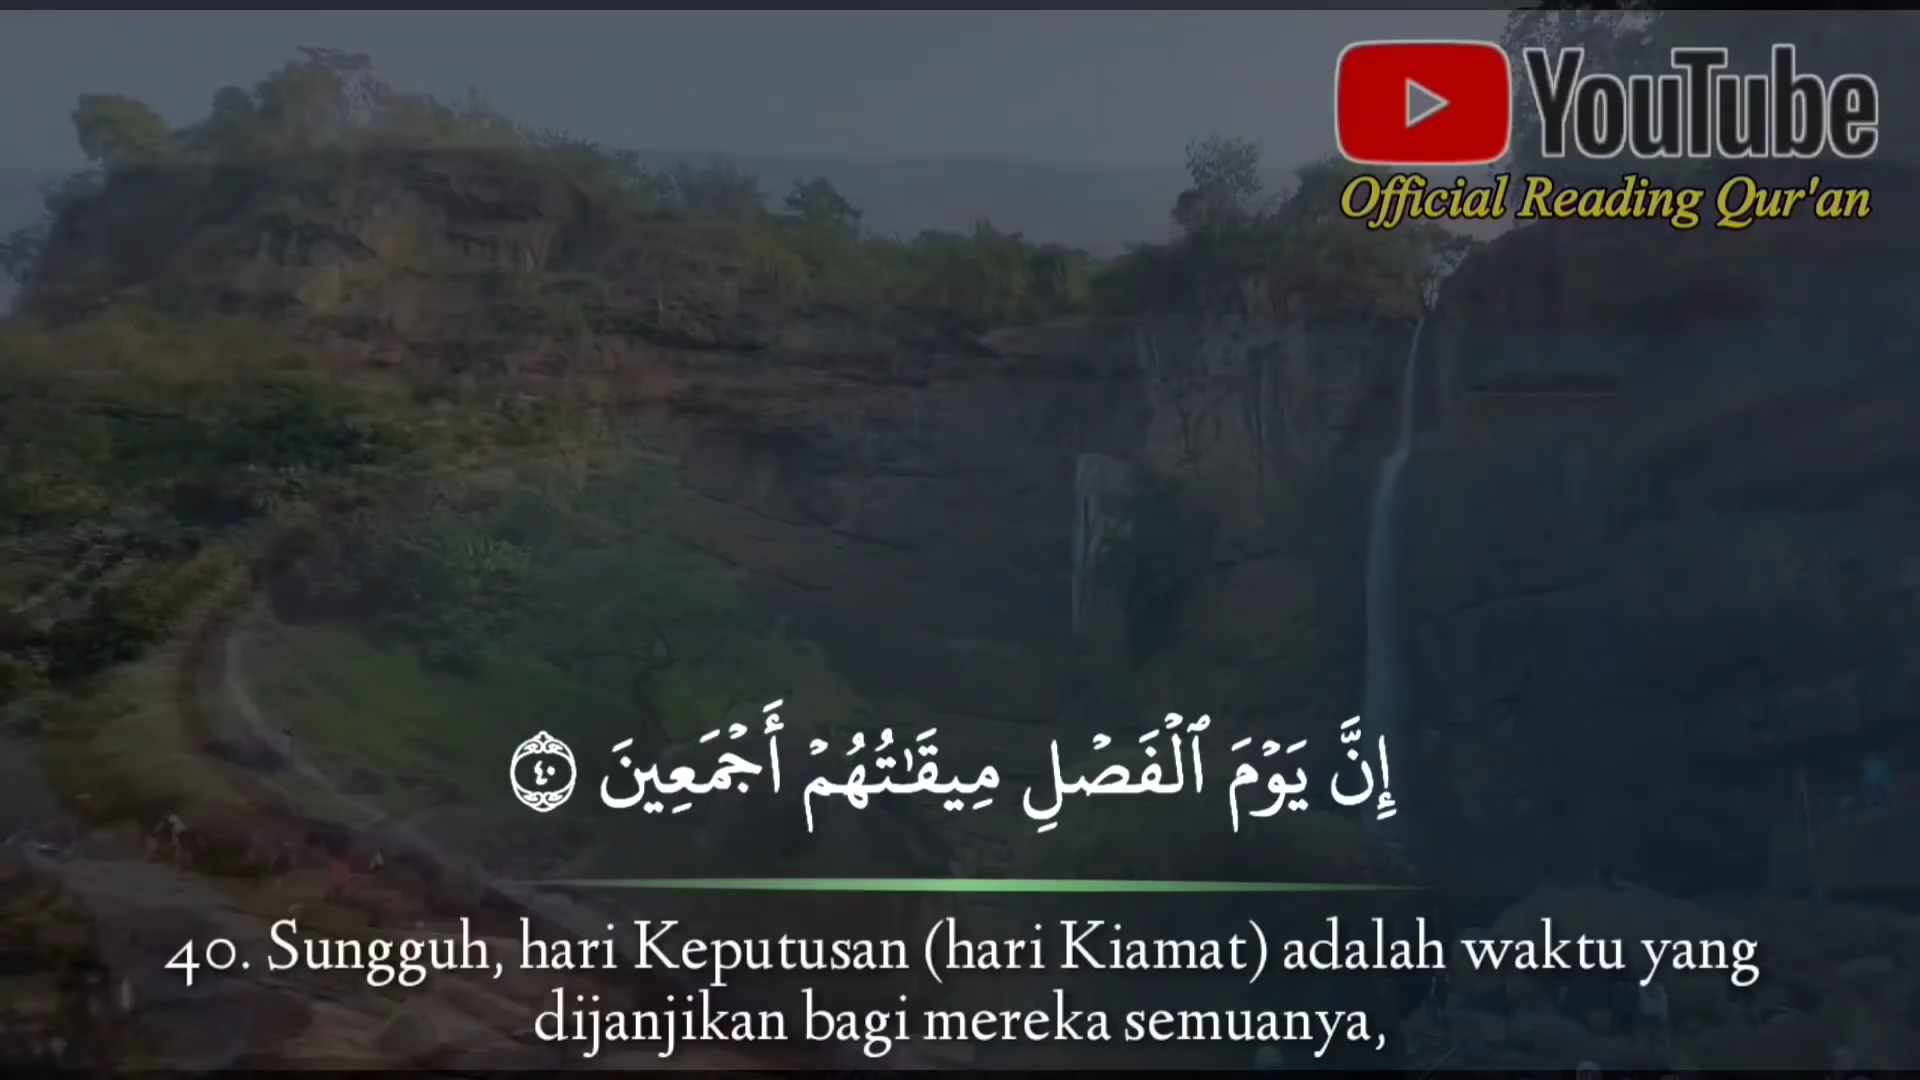 YouTube
Official Reading Qur'an
إِنَّ يَوْمَ ٱلْفَصْلِ مِيقَـٰتُهُمْ أَجْمَعِينَ ٤٠
40. Sungguh, hari Keputusan (hari Kiamat) adalah waktu yang
dijanjikan bagi mereka semuanya,